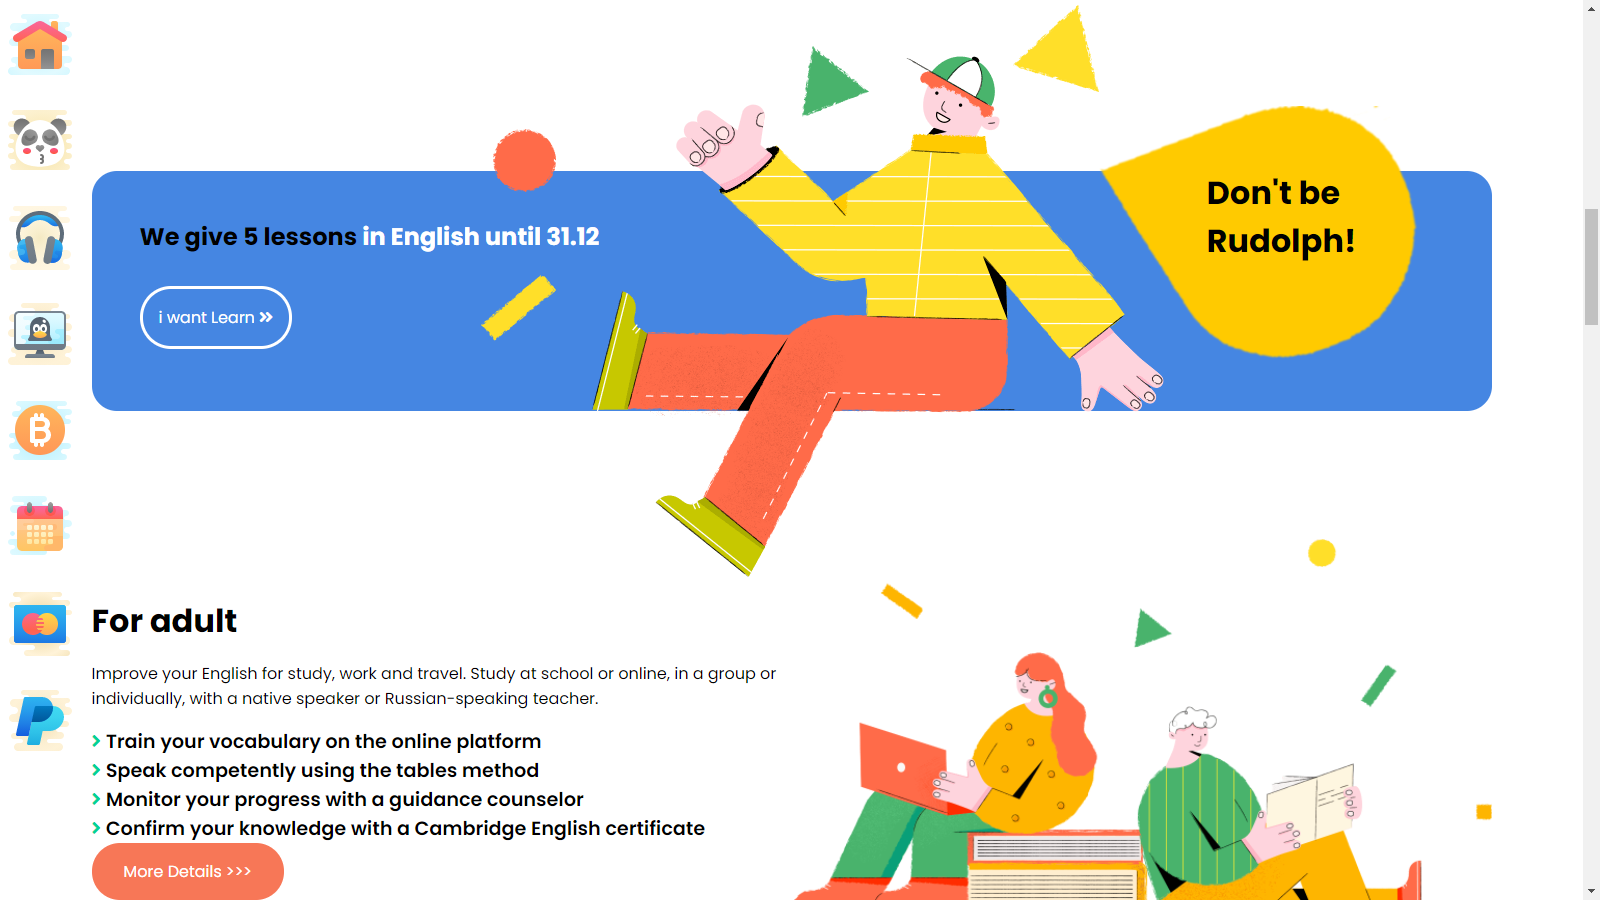 Don't be
Rudolph!
We give 5 lessons in English until 31.12
i want Learn »
For adult
Improve your English for study, work and travel. Study at school or online, in a group or
individually, with a native speaker or Russian-speaking teacher.
Train your vocabulary on the online platform
Speak competently using the tables method
Monitor your progress with a guidance counselor
Confirm your knowledge with a Cambridge English certificate
More Details >>>